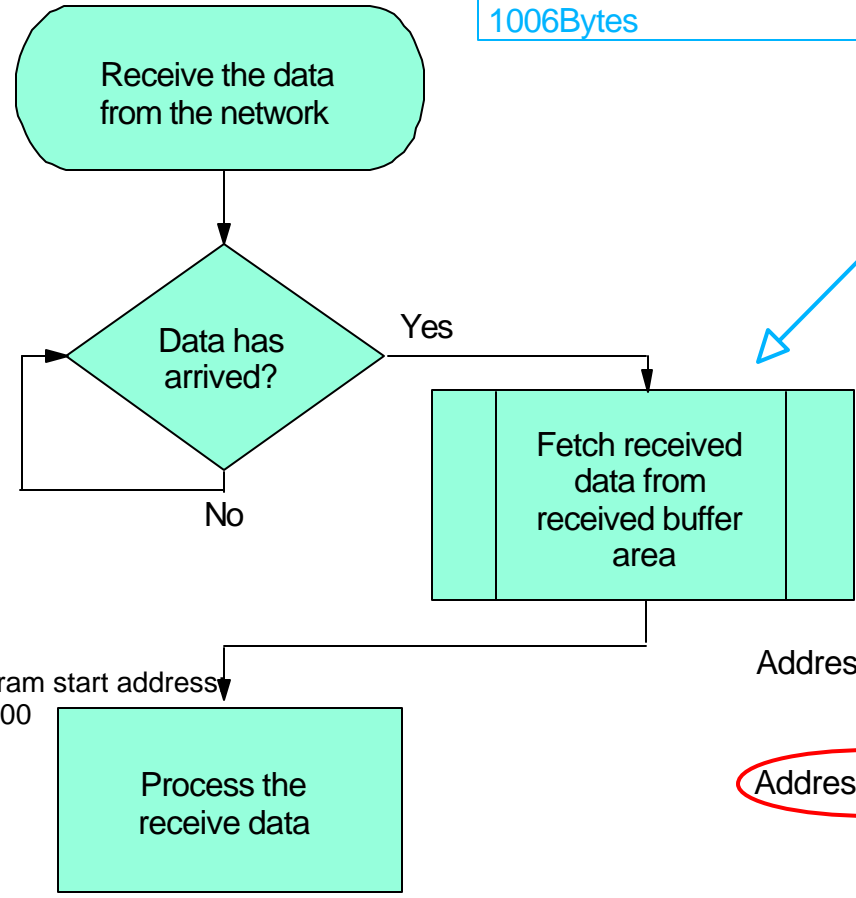 1006Bytes
Receive the data
from the network
Data has
arrived?
Yes
No
Fetch received
data from
received buffer
area
ram start address
00
Process the
receive data
Addres
Addres